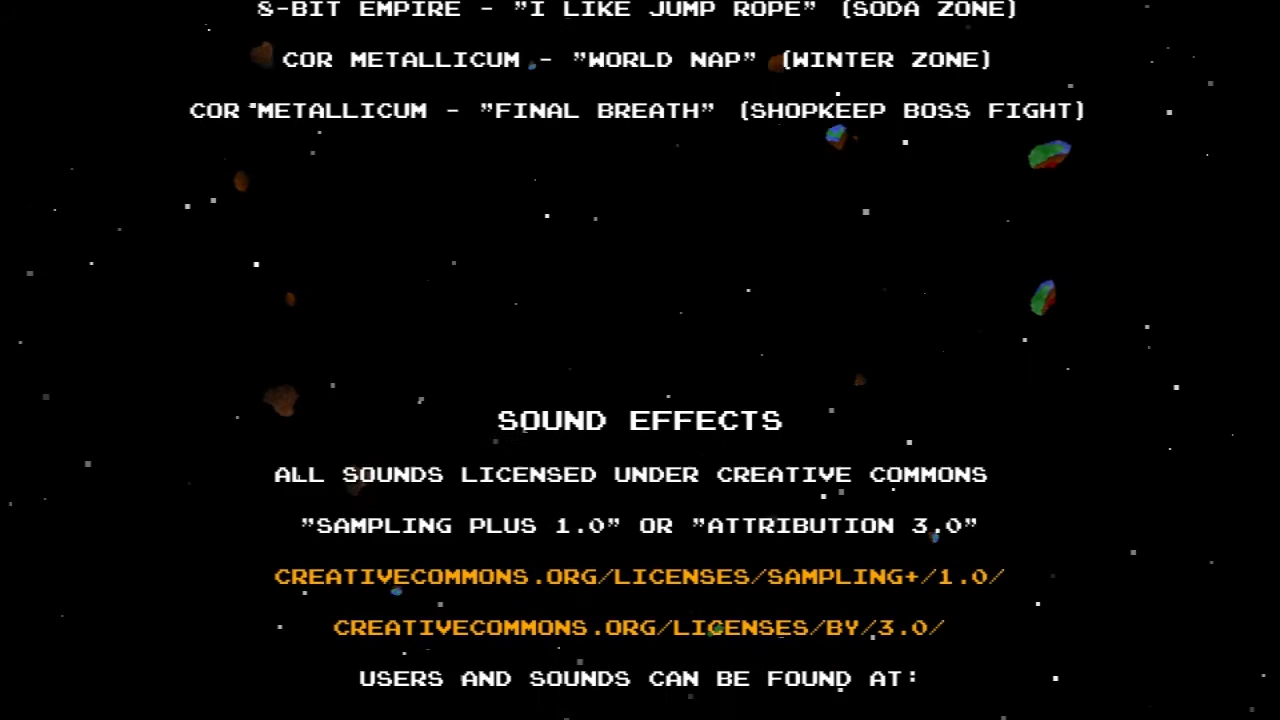 8-BIT EMPIRE - "I LIKE JUMP ROPE" (SODA ZONE)
COR METALLICUM - "WORLD NAP" (WINTER ZONE)
COR METALLICUM - "FINAL BREATH" (SHOPKEEP BOSS FIGHT)
SOUND EFFECTS
ALL SOUNDS LICENSED UNDER CREATIVE COMMONS
"SAMPLING PLUS 1.0" OR "ATTRIBUTION 3.0"
CREATIVECOMMONS.ORG/LICENSES/SAMPLING+/1.0/
CREATIVECOMMONS.ORG/LICENSES/BY/3.0/
USERS AND SOUNDS CAN BE FOUND AT: